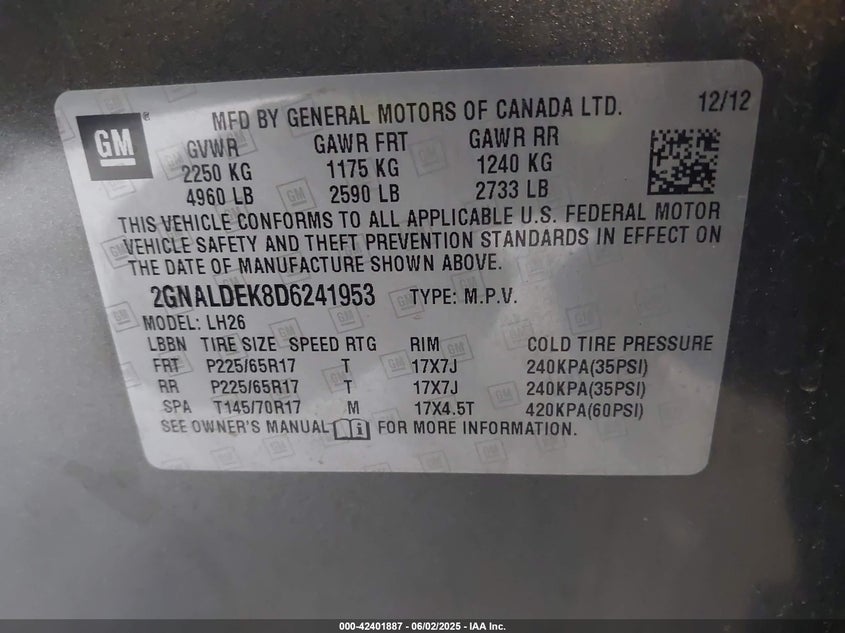 GM
MFD BY GENERAL MOTORS OF CANADA LTD. 12/12
GVWR GAWR FRT GAWR RR
2250 KG 1175 KG 1240 KG
4960 LB 2590 LB 2733 LB
THIS VEHICLE CONFORMS TO ALL APPLICABLE U.S. FEDERAL MOTOR
VEHICLE SAFETY AND THEFT PREVENTION STANDARDS IN EFFECT ON
THE DATE OF MANUFACTURE SHOWN ABOVE.
2GNALDEK8D6241953 TYPE: M.P.V.
MODEL: LH26
LBBN TIRE SIZE SPEED RTG RIM COLD TIRE PRESSURE
FRT P225/65R17 T 17X7J 240KPA(35PSI)
RR P225/65R17 T 17X7J 240KPA(35PSI)
SPA T145/70R17 M 17X4.5T 420KPA(60PSI)
SEE OWNER'S MANUAL FOR MORE INFORMATION.
000-42401887 - 06/02/2025 - IAA Inc.